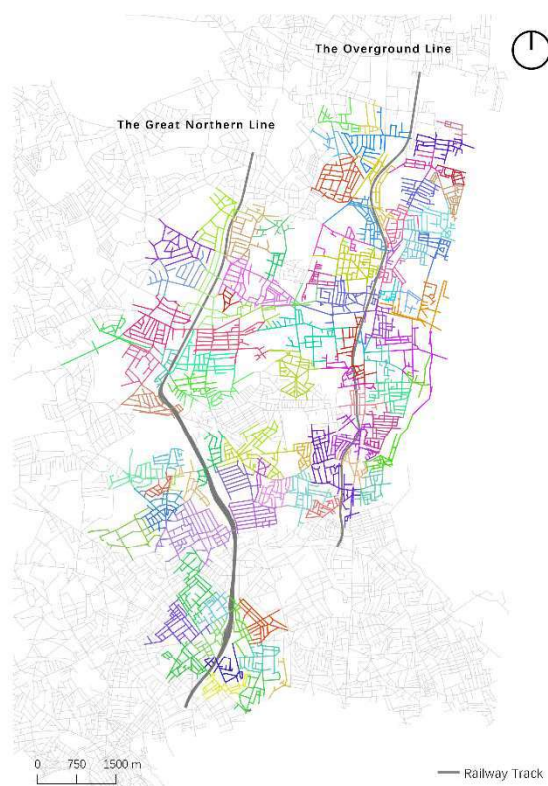 The Overground Line
The Great Northern Line
0 750 1500 m
Railway Track